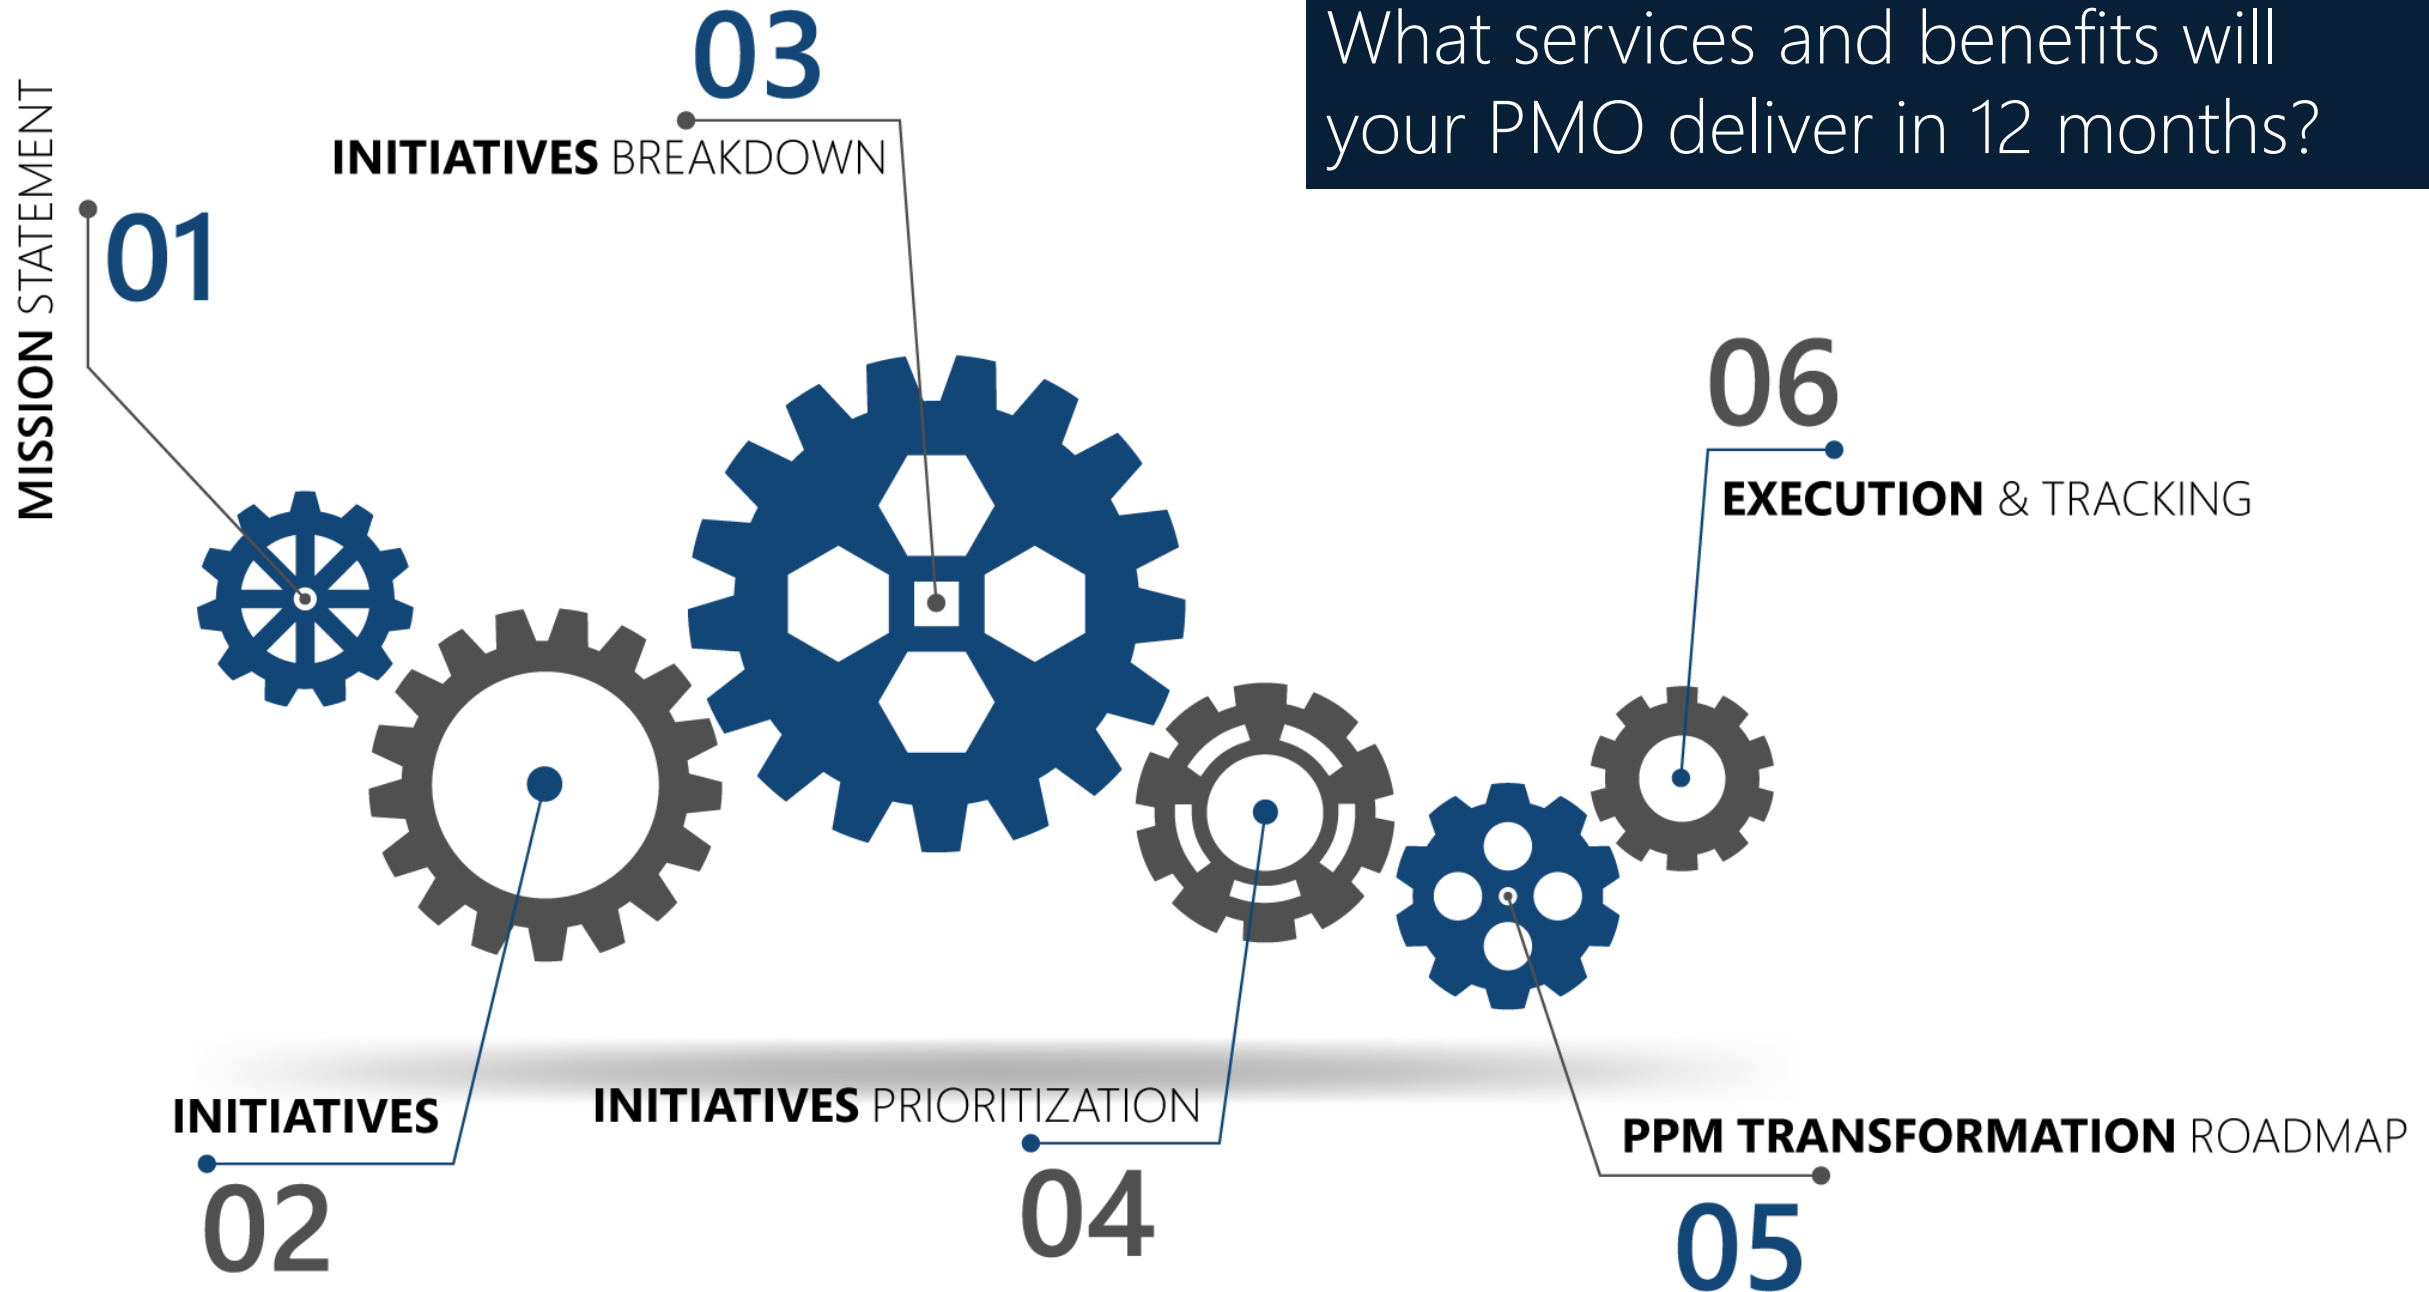 What services and benefits will
your PMO deliver in 12 months?
01
MISSION STATEMENT
INITIATIVES
02
03
INITIATIVES BREAKDOWN
INITIATIVES PRIORITIZATION
04
PPM TRANSFORMATION ROADMAP
05
06
EXECUTION & TRACKING